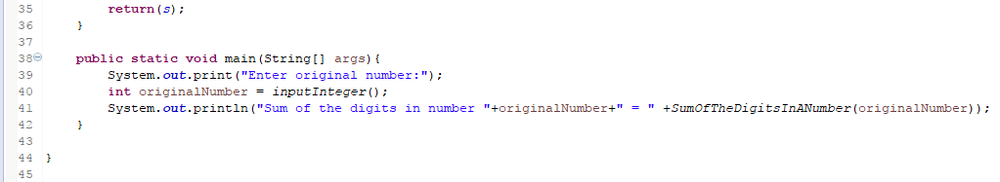 35 return(s);
36 }
37
38 public static void main(String[] args){
39 System.out.print("Enter original number:");
40 int originalNumber = inputInteger();
41 System.out.println("Sum of the digits in number "+originalNumber+" = " +SumOfTheDigitsInANumber(originalNumber));
42 }
43
44 }
45